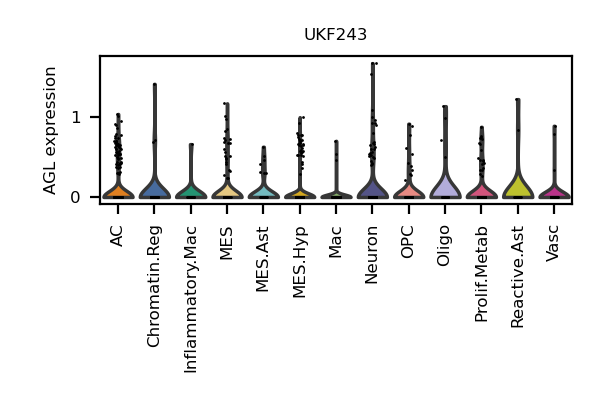 UKF243
AGL expression
1
0
AC
Chromatin.Reg
Inflammatory.Mac
MES
MES.Ast
MES.Hyp
Mac
Neuron
OPC
Oligo
Prolif.Metab
Reactive.Ast
Vasc